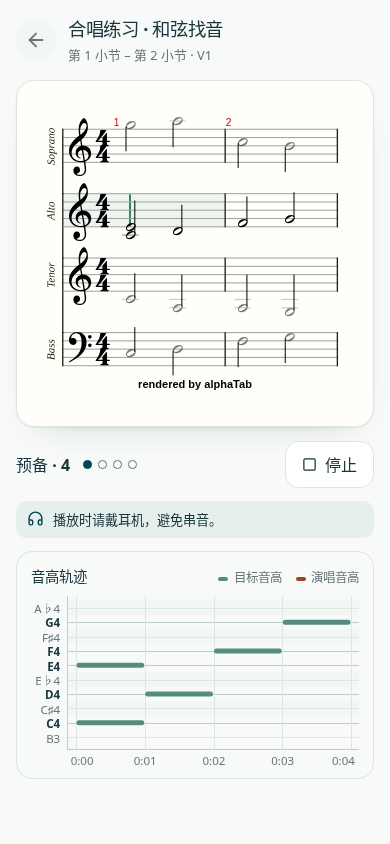 合唱练习 · 和弦找音
第 1 小节 – 第 2 小节 · V1
1
2
Soprano
Alto
Tenor
Bass
rendered by alphaTab
预备 · 4
停止
播放时请戴耳机，避免串音。
音高轨迹
目标音高
演唱音高
A♭4
G4
F♯4
F4
E4
E♭4
D4
C♯4
C4
B3
0:00 0:01 0:02 0:03 0:04